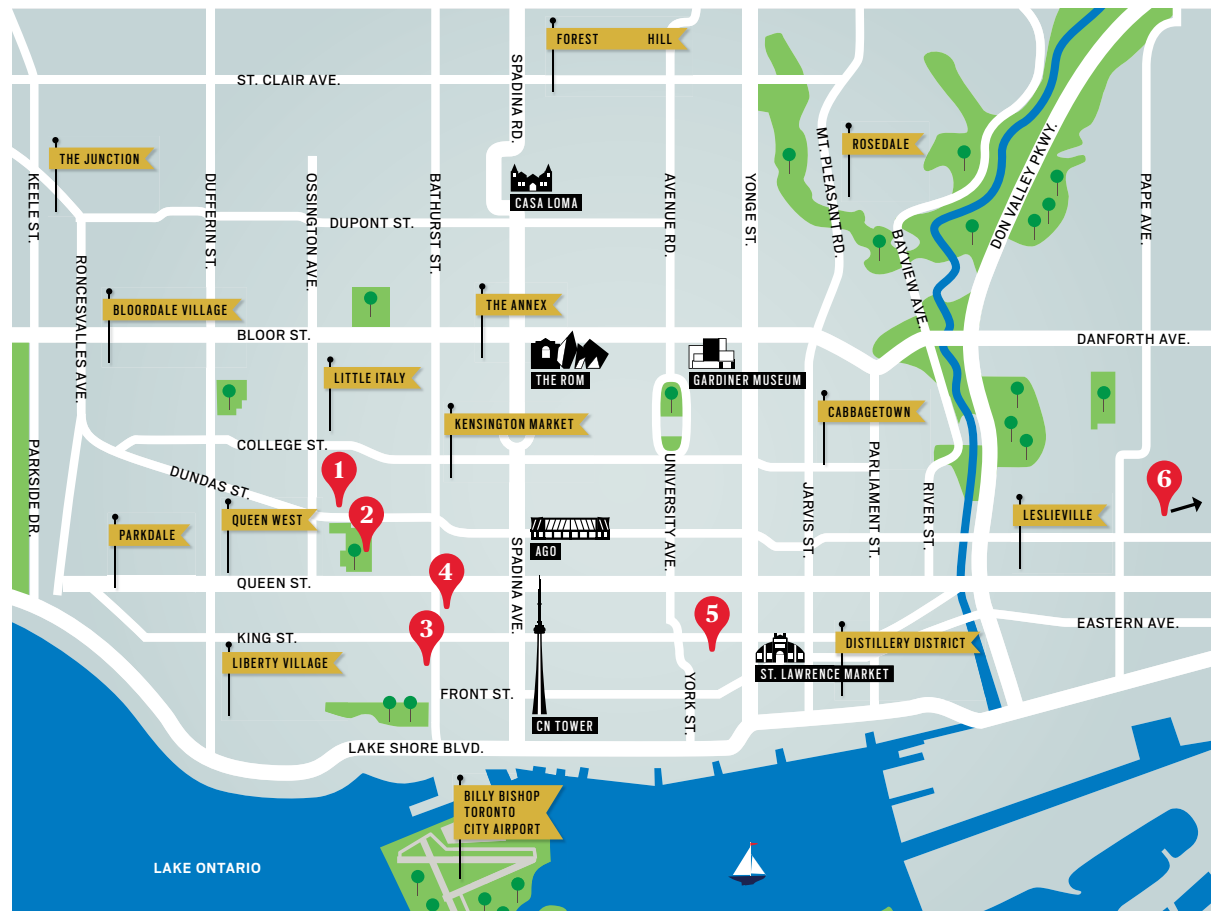 FOREST HILL
ST. CLAIR AVE.
SPADINA RD.
THE JUNCTION
ROSEDALE
MT. PLEASANT RD.
DON VALLEY PKWY.
KEELE ST.
DUFFERIN ST.
OSSINGTON AVE.
BATHURST ST.
CASA LOMA
AVENUE RD.
YONGE ST.
PAPE AVE.
DUPONT ST.
BAYVIEW AVE.
RONCESVALLES AVE.
BLOORDALE VILLAGE
THE ANNEX
BLOOR ST.
DANFORTH AVE.
LITTLE ITALY
THE ROM
GARDINER MUSEUM
KENSINGTON MARKET
CABBAGETOWN
COLLEGE ST.
PARKSIDE DR.
DUNDAS ST.
1
UNIVERSITY AVE.
JARVIS ST.
PARLIAMENT ST.
RIVER ST.
6
2
QUEEN WEST
LESLIEVILLE
PARKDALE
AGO
SPADINA AVE.
4
QUEEN ST.
5
3
KING ST.
EASTERN AVE.
DISTILLERY DISTRICT
LIBERTY VILLAGE
ST. LAWRENCE MARKET
FRONT ST.
YORK ST.
CN TOWER
LAKE SHORE BLVD.
BILLY BISHOP
TORONTO
CITY AIRPORT
LAKE ONTARIO